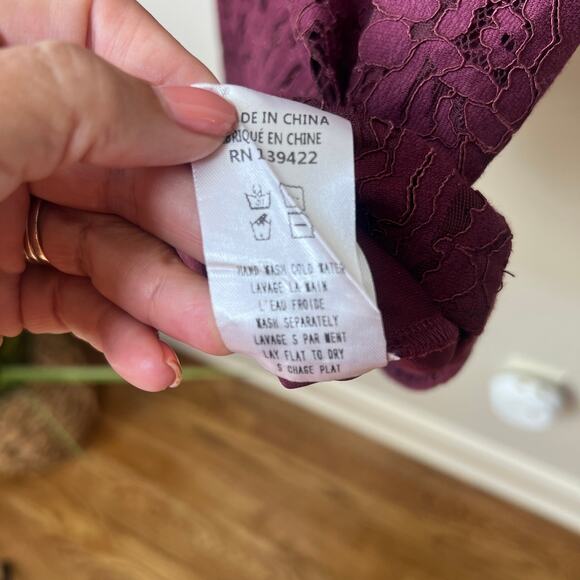 DE IN CHINA
BRIQUÉ EN CHINE
RN 139422
HAND WASH COLD WATER
LAVAGE LA MAIN
L'EAU FROIDE
WASH SEPARATELY
LAVAGE S PAR MENT
LAY FLAT TO DRY
S CHAGE PLAT